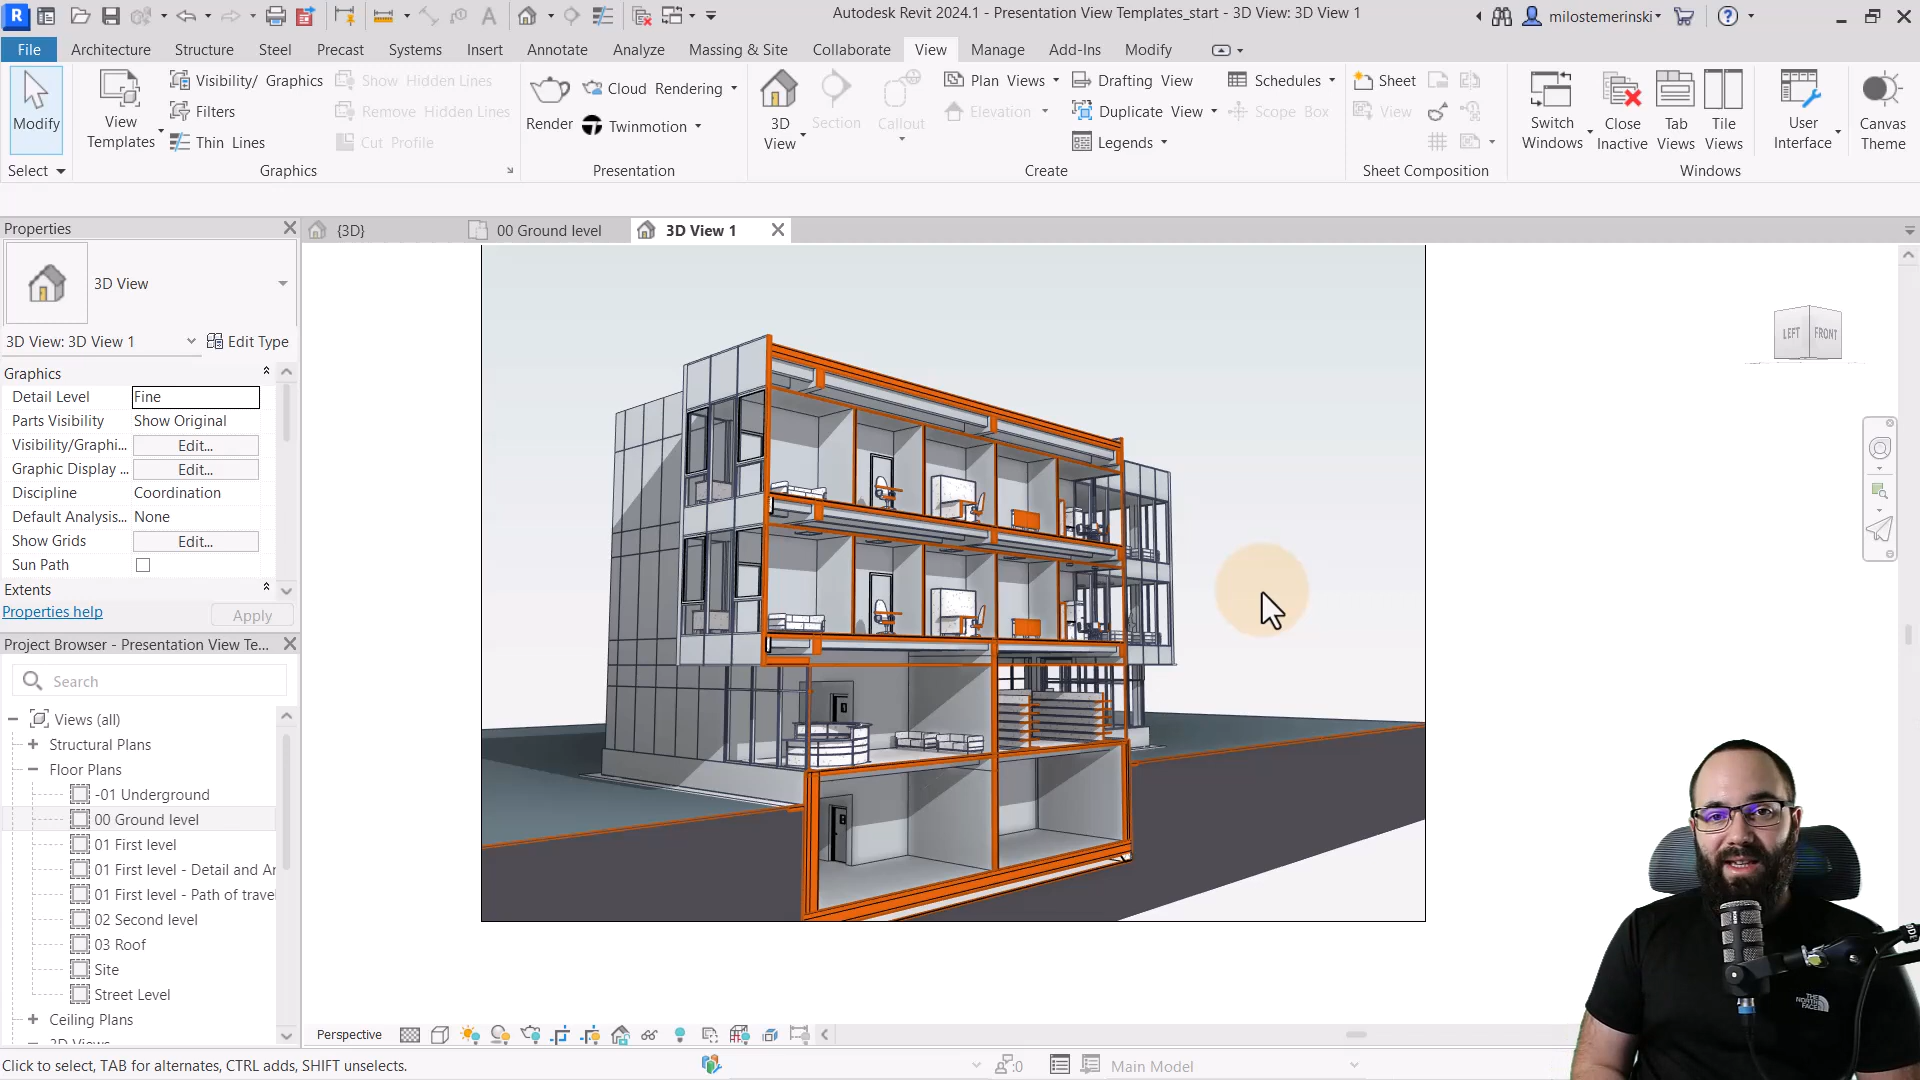 Autodesk Revit 2024.1 - Presentation View Templates_start - 3D View: 3D View 1
milostemerinski
File
Architecture
Structure
Steel
Precast
Systems
Insert
Annotate
Analyze
Massing & Site
Collaborate
View
Manage
Add-Ins
Modify
Modify
Select
View Templates
Visibility/ Graphics
Filters
Thin Lines
Show Hidden Lines
Remove Hidden Lines
Cut Profile
Graphics
Render
Cloud Rendering
Twinmotion
Presentation
3D View
Section
Callout
Plan Views
Elevation
Drafting View
Duplicate View
Legends
Schedules
Scope Box
Create
Sheet
View
Sheet Composition
Switch Windows
Close Inactive
Tab Views
Tile Views
User Interface
Windows
Canvas Theme
Properties
3D View
3D View: 3D View 1
Edit Type
Graphics
Detail Level Fine
Parts Visibility Show Original
Visibility/Graphi... Edit...
Graphic Display ... Edit...
Discipline Coordination
Default Analysis... None
Show Grids Edit...
Sun Path
Extents
Properties help
Apply
Project Browser - Presentation View Te...
Search
Views (all)
Structural Plans
Floor Plans
-01 Underground
00 Ground level
01 First level
01 First level - Detail and Ar
01 First level - Path of trave
02 Second level
03 Roof
Site
Street Level
Ceiling Plans
3D Views
{3D}
00 Ground level
3D View 1
LEFT
FRONT
Perspective
Click to select, TAB for alternates, CTRL adds, SHIFT unselects.
:0
Main Model
THE NORTH FACE